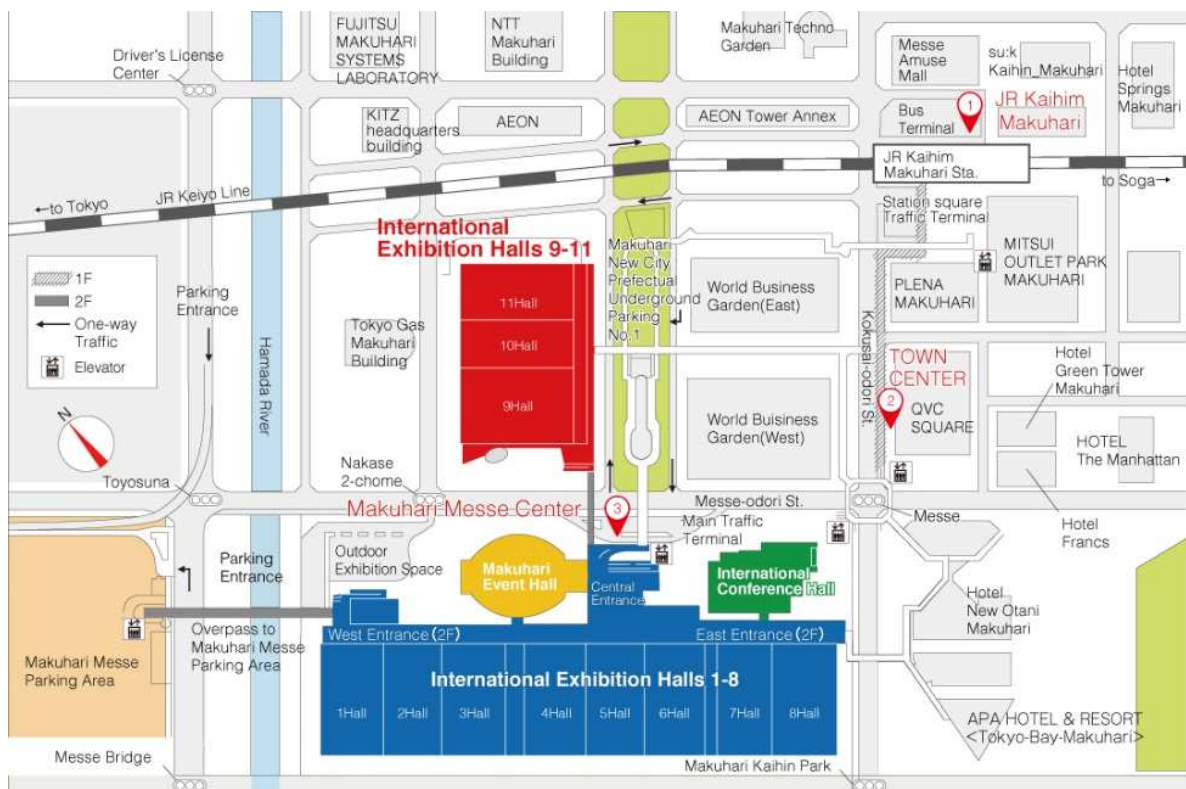 FUJITSU
MAKUHARI
SYSTEMS
LABORATORY
NTT
Makuhari
Building
Makuhari Techno
Garden
Messe
Amuse
Mall
su:k
Kaihin_Makuhari
Hotel
Springs
Makuhari
Driver's License
Center
KITZ
headquarters
building
AEON
AEON Tower Annex
Bus
Terminal
1
JR Kaihim
Makuhari
JR Kaihim
Makuhari Sta.
to Soga→
←to Tokyo
JR Keiyo Line
Station square
Traffic Terminal
International
Exhibition Halls 9-11
Makuhari
New City
Prefectual
Underground
Parking
No.1
MITSUI
OUTLET PARK
MAKUHARI
PLENA
MAKUHARI
World Business
Garden(East)
1F
2F
One-way
Traffic
Elevator
Parking
Entrance
Hamada River
11Hall
10Hall
9Hall
Tokyo Gas
Makuhari
Building
Kokusai-odori St.
TOWN
CENTER
2
QVC
SQUARE
Hotel
Green Tower
Makuhari
World Buisiness
Garden(West)
HOTEL
The Manhattan
N
Toyosuna
Nakase
2-chome
Makuhari Messe Center
3
Messe-odori St.
Main Traffic
Terminal
Messe
Hotel
Francs
Parking
Entrance
Outdoor
Exhibition Space
Makuhari
Event Hall
Central
Entrance
International
Conference Hall
Hotel
New Otani
Makuhari
Overpass to
Makuhari Messe
Parking Area
Makuhari Messe
Parking Area
West Entrance(2F)
East Entrance(2F)
International Exhibition Halls 1-8
1Hall
2Hall
3Hall
4Hall
5Hall
6Hall
7Hall
8Hall
APA HOTEL & RESORT
<Tokyo-Bay-Makuhari>
Messe Bridge
Makuhari Kaihin Park